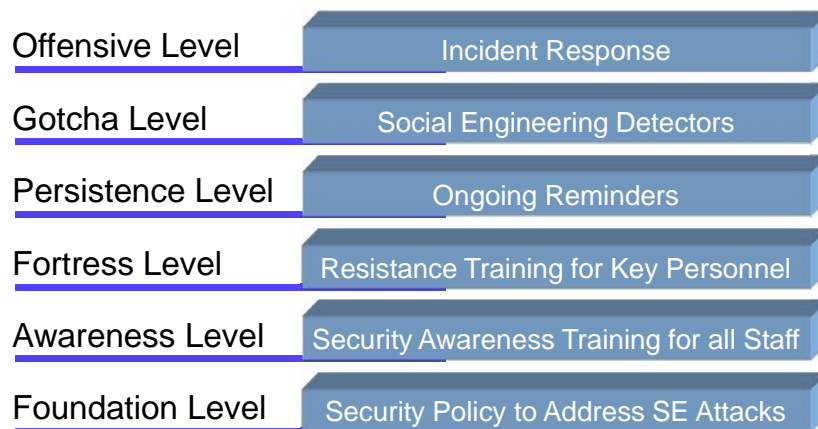 Offensive Level
Incident Response
Gotcha Level
Social Engineering Detectors
Persistence Level
Ongoing Reminders
Fortress Level
Resistance Training for Key Personnel
Awareness Level
Security Awareness Training for all Staff
Foundation Level
Security Policy to Address SE Attacks